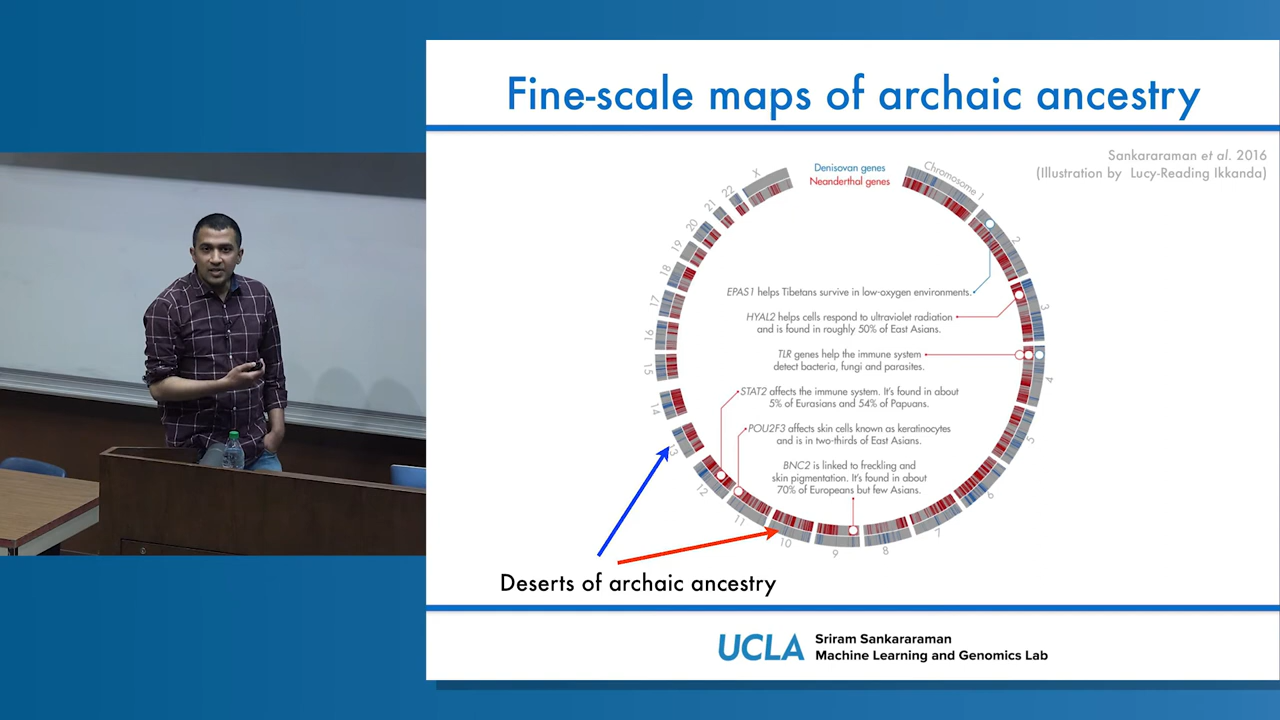 Fine-scale maps of archaic ancestry
Sankararaman et al. 2016
(Illustration by Lucy-Reading Ikkanda)
Denisovan genes
Neanderthal genes
Chromosome 1
2
3
4
5
6
7
8
9
10
11
12
13
14
15
16
17
18
19
20
21
22
X
EPAS1 helps Tibetans survive in low-oxygen environments.
HYAL2 helps cells respond to ultraviolet radiation
and is found in roughly 50% of East Asians.
TLR genes help the immune system
detect bacteria, fungi and parasites.
STAT2 affects the immune system. It's found in about
5% of Eurasians and 54% of Papuans.
POU2F3 affects skin cells known as keratinocytes
and is in two-thirds of East Asians.
BNC2 is linked to freckling and
skin pigmentation. It's found in about
70% of Europeans but few Asians.
Deserts of archaic ancestry
UCLA
Sriram Sankararaman
Machine Learning and Genomics Lab